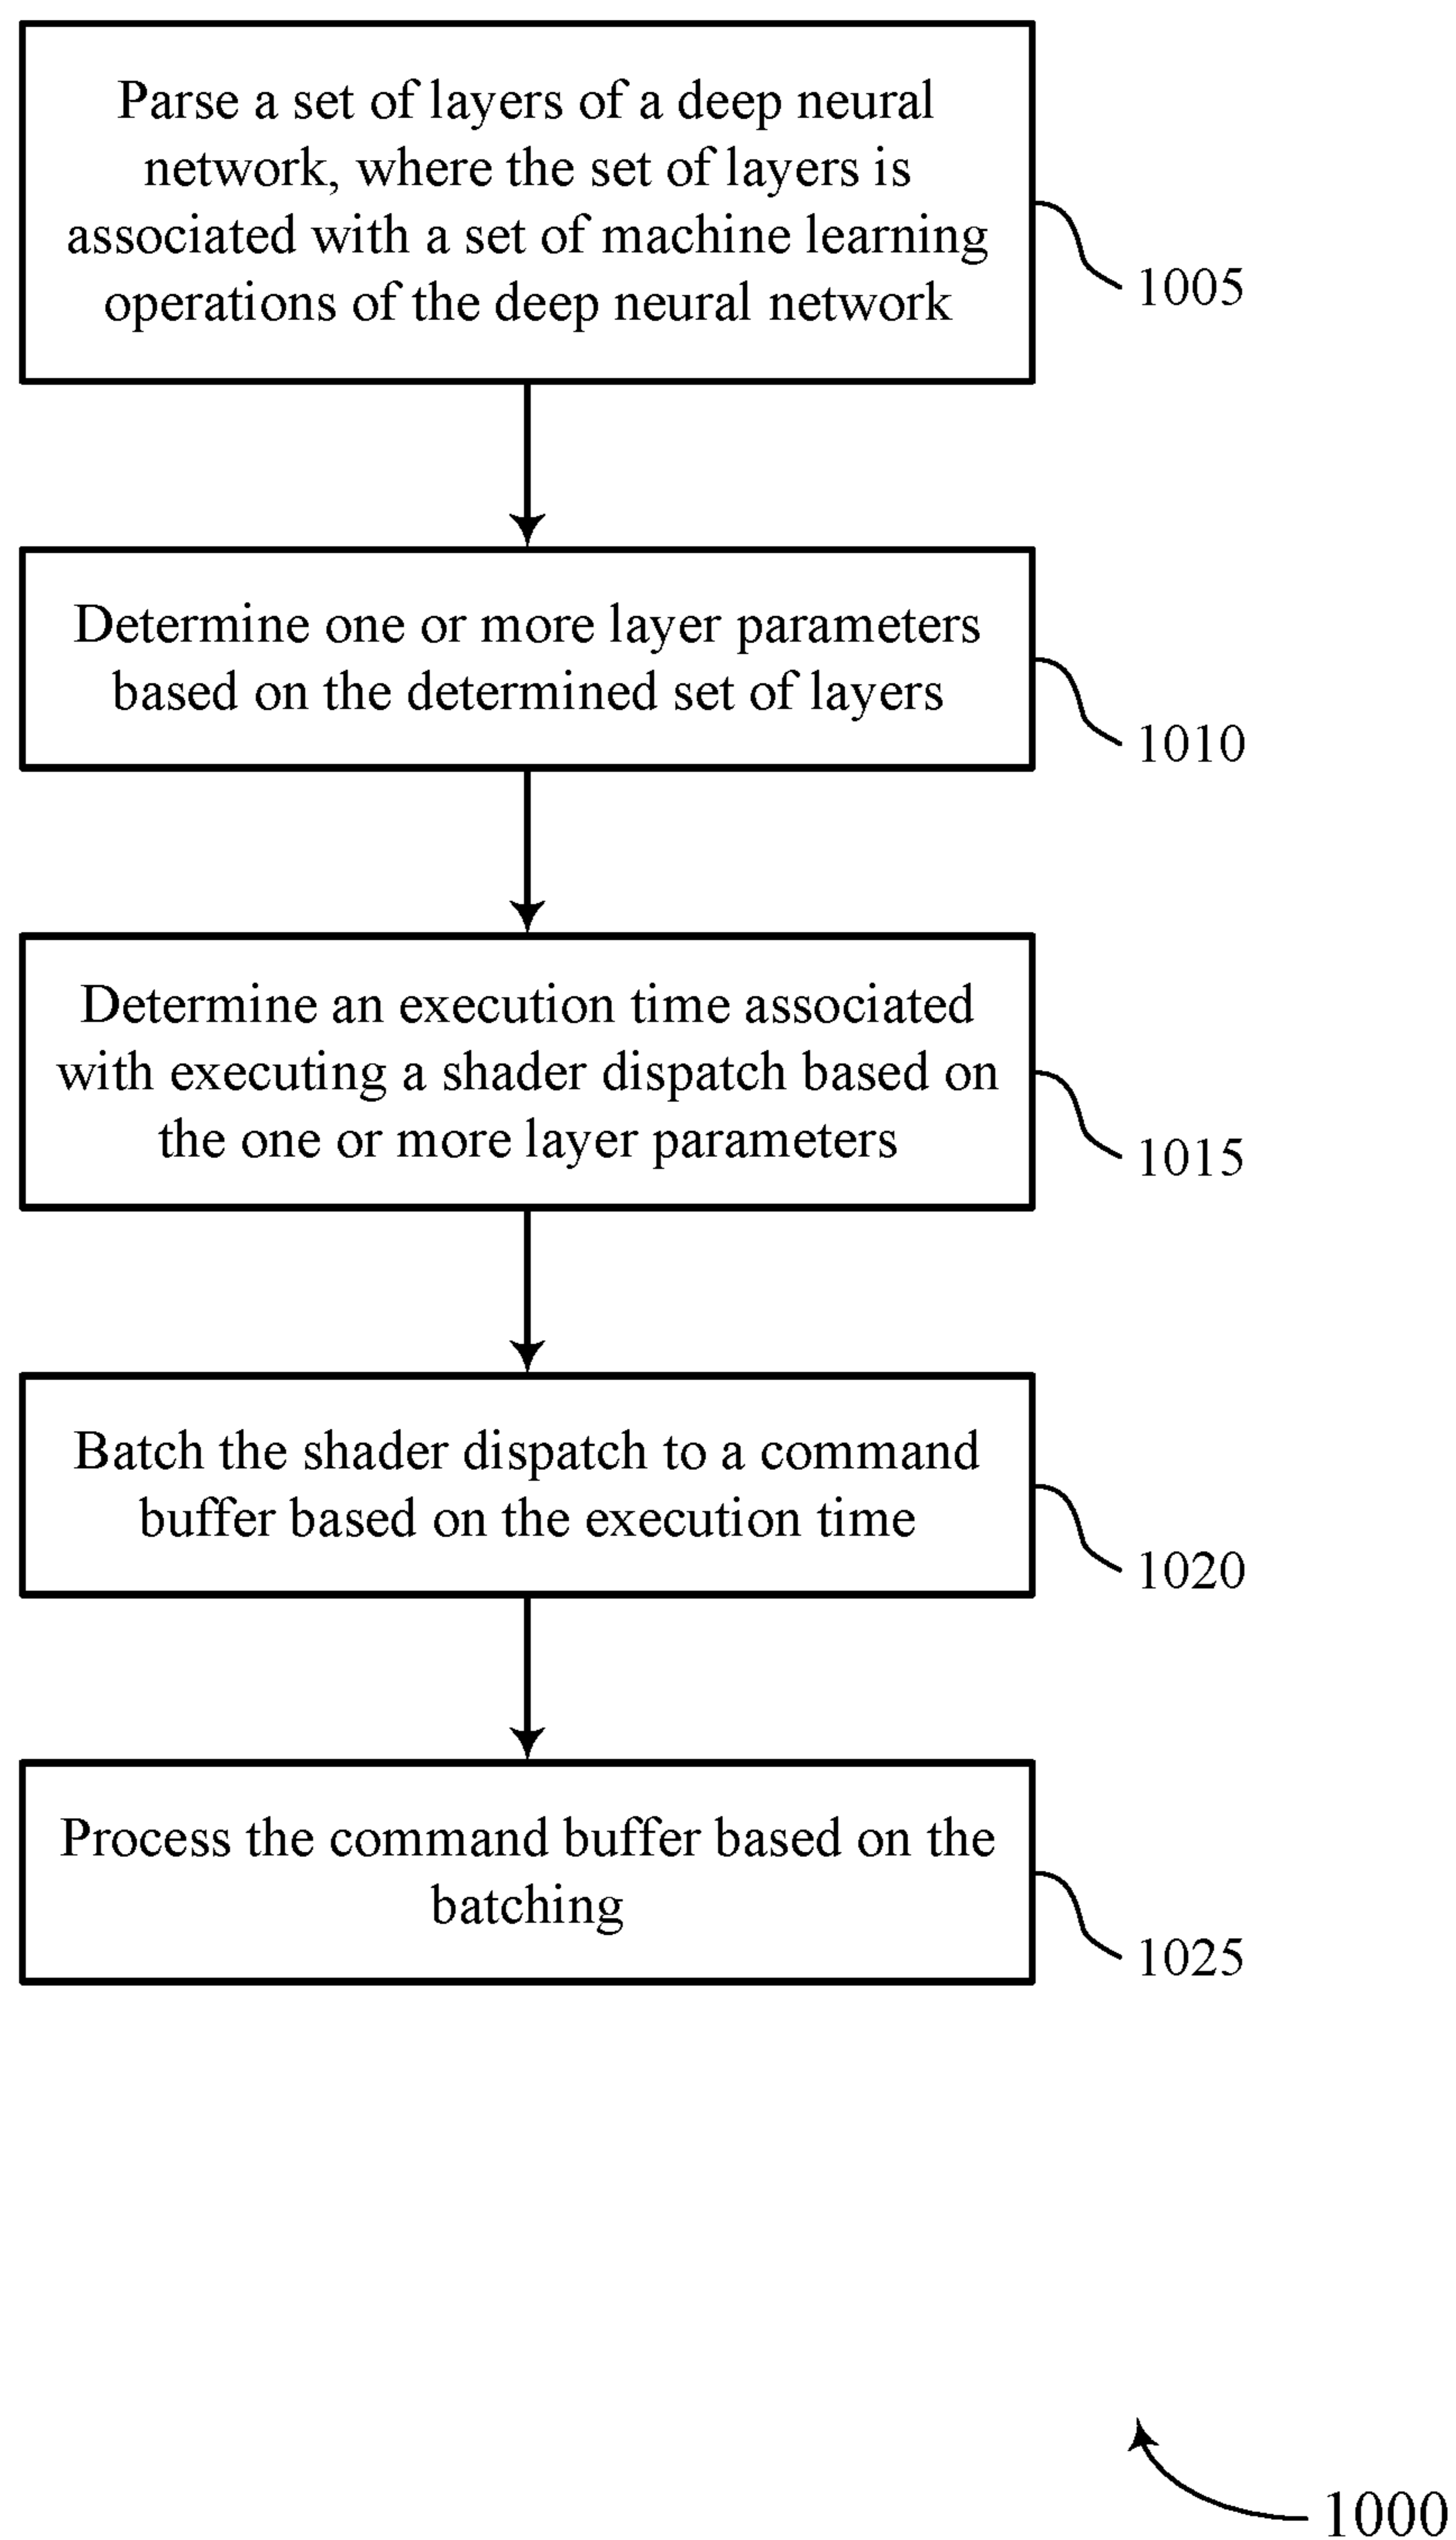 Parse a set of layers of a deep neural
network, where the set of layers is
associated with a set of machine learning
operations of the deep neural network
1005
Determine one or more layer parameters
based on the determined set of layers
1010
Determine an execution time associated
with executing a shader dispatch based on
the one or more layer parameters
1015
Batch the shader dispatch to a command
buffer based on the execution time
1020
Process the command buffer based on the
batching
1025
1000